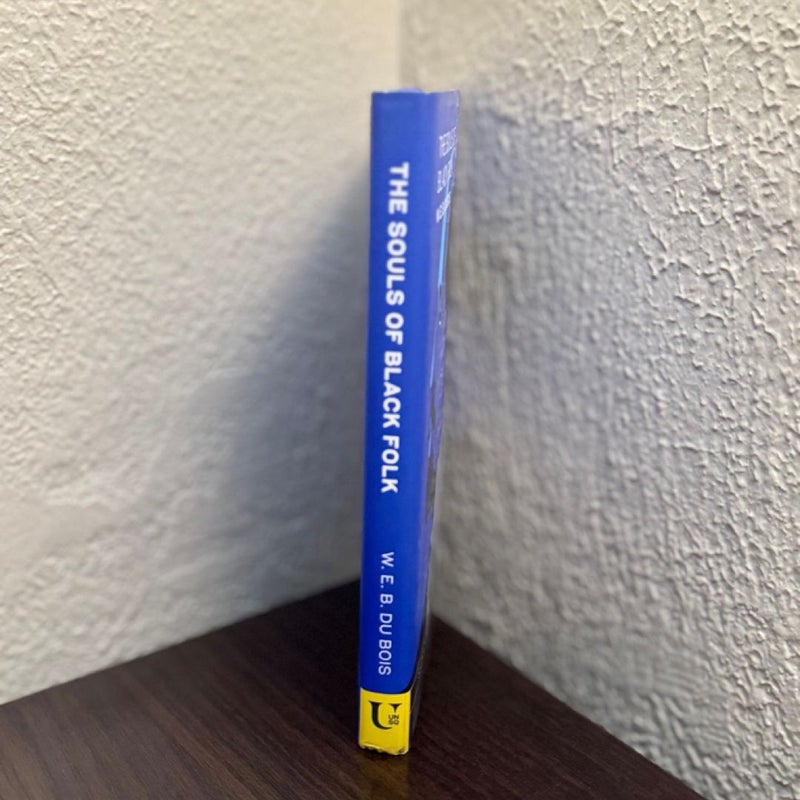 THE SOULS OF BLACK FOLK
W. E. B. DU BOIS
U